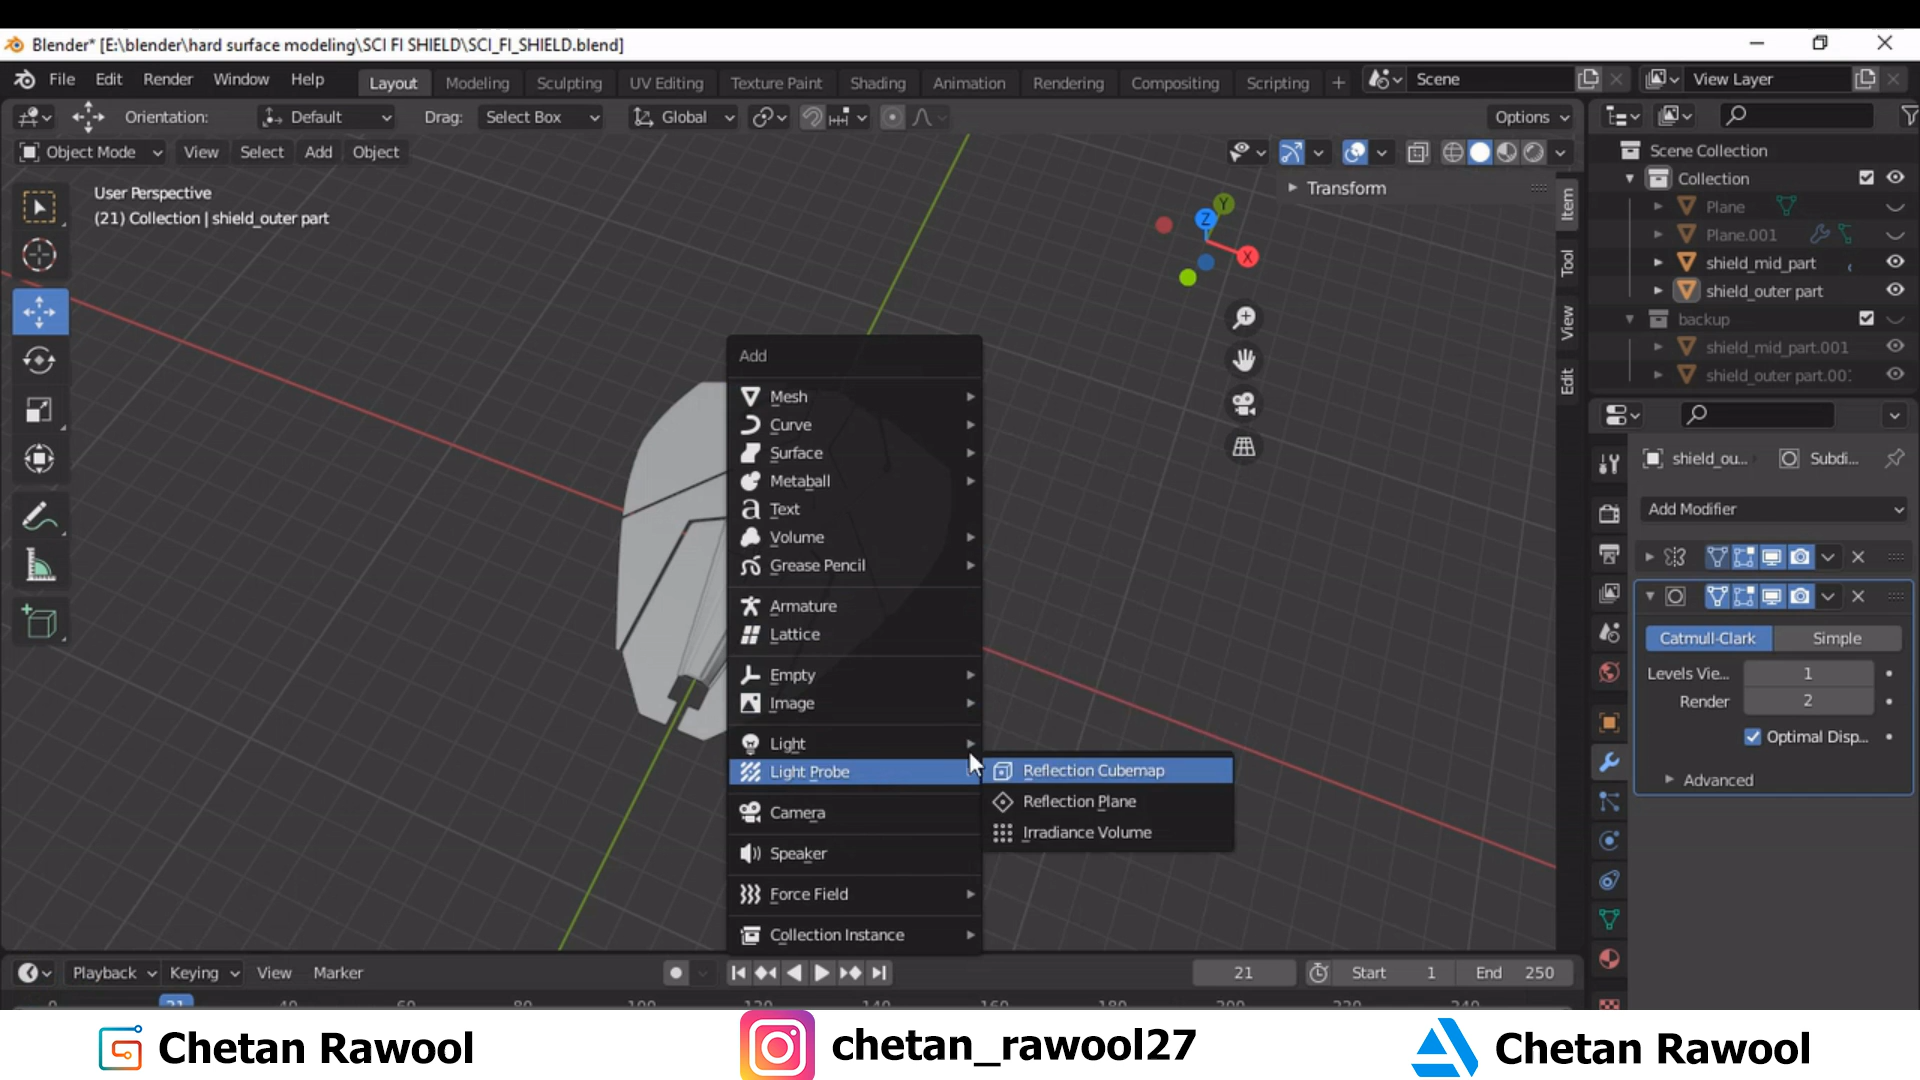 Blender* [E:\blender\hard surface modeling\SCI FI SHIELD\SCI_FI_SHIELD.blend]
File Edit Render Window Help Layout Modeling Sculpting UV Editing Texture Paint Shading Animation Rendering Compositing Scripting + Scene View Layer
Orientation: Default Drag: Select Box Global Options
Object Mode View Select Add Object
User Perspective
(21) Collection | shield_outer part
Transform
Item
Tool
View
Edit
Z
Y
X
Scene Collection
Collection
Plane
Plane.001
shield_mid_part
shield_outer part
backup
shield_mid_part.001
shield_outer part.00
Add
Mesh
Curve
Surface
Metaball
Text
Volume
Grease Pencil
Armature
Lattice
Empty
Image
Light
Light Probe
Camera
Speaker
Force Field
Collection Instance
Reflection Cubemap
Reflection Plane
Irradiance Volume
shield_ou... Subdi...
Add Modifier
Catmull-Clark Simple
Levels Vie... 1
Render 2
Optimal Disp...
Advanced
Playback Keying View Marker 21 Start 1 End 250
Chetan Rawool
chetan_rawool27
Chetan Rawool